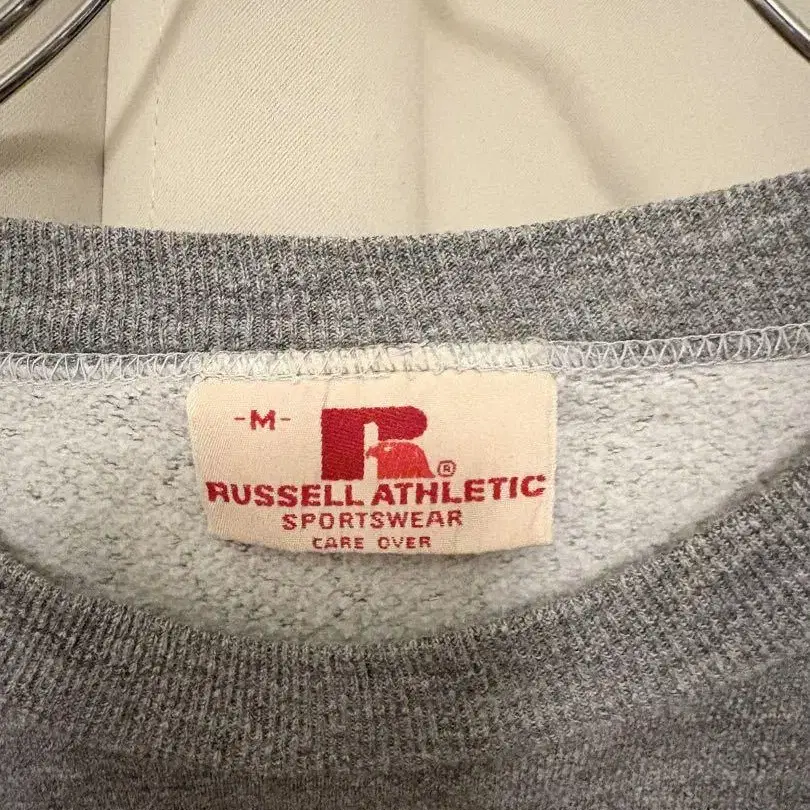 -M-
R
®
RUSSELL ATHLETIC
SPORTSWEAR
CARE OVER